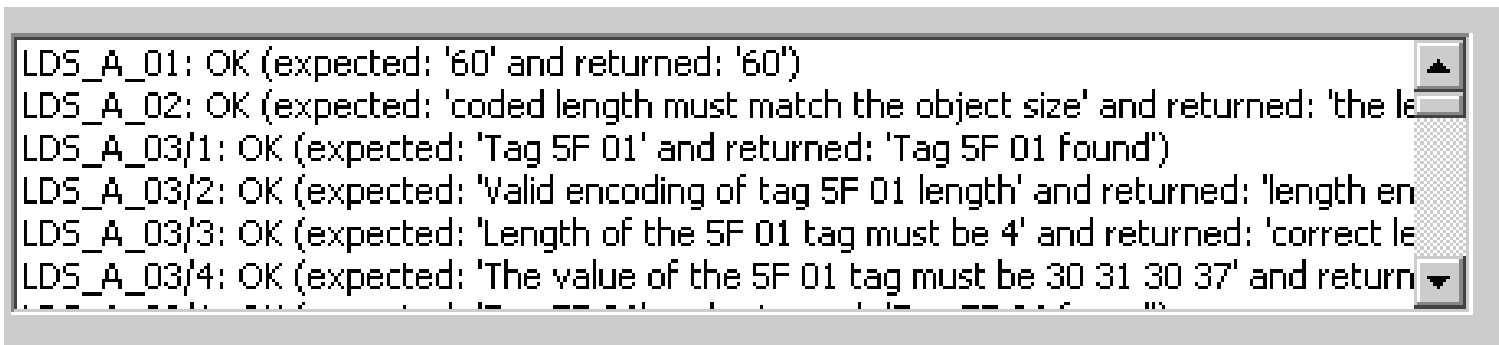 LDS_A_01: OK (expected: '60' and returned: '60')
LDS_A_02: OK (expected: 'coded length must match the object size' and returned: 'the le
LDS_A_03/1: OK (expected: 'Tag 5F 01' and returned: 'Tag 5F 01 found')
LDS_A_03/2: OK (expected: 'Valid encoding of tag 5F 01 length' and returned: 'length en
LDS_A_03/3: OK (expected: 'Length of the 5F 01 tag must be 4' and returned: 'correct le
LDS_A_03/4: OK (expected: 'The value of the 5F 01 tag must be 30 31 30 37' and return